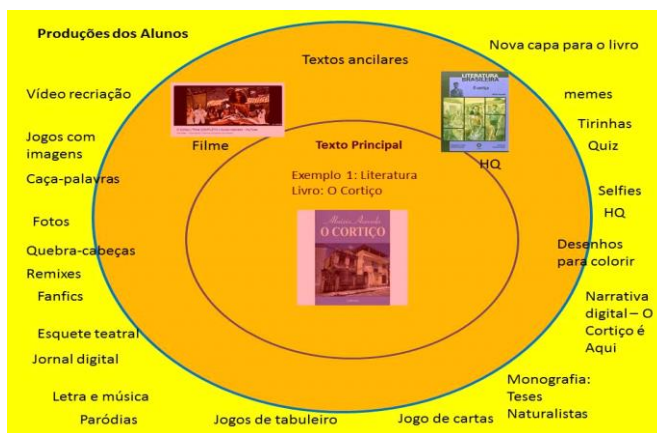 Produções dos Alunos
Textos ancilares
Nova capa para o livro
Vídeo recriação
memes
Jogos com
imagens
Filme
Texto Principal
Tirinhas
Quiz
HQ
Caça-palavras
Exemplo 1: Literatura
Livro: O Cortiço
Selfies
HQ
Fotos
O CORTIÇO
LITERATURA
BRASILEIRA
Quebra-cabeças
Desenhos
para colorir
Remixes
Fanfics
Narrativa
digital – O
Cortiço é
Aqui
Esquete teatral
Jornal digital
Monografia:
Teses
Naturalistas
Letra e música
Paródias
Jogos de tabuleiro
Jogo de cartas